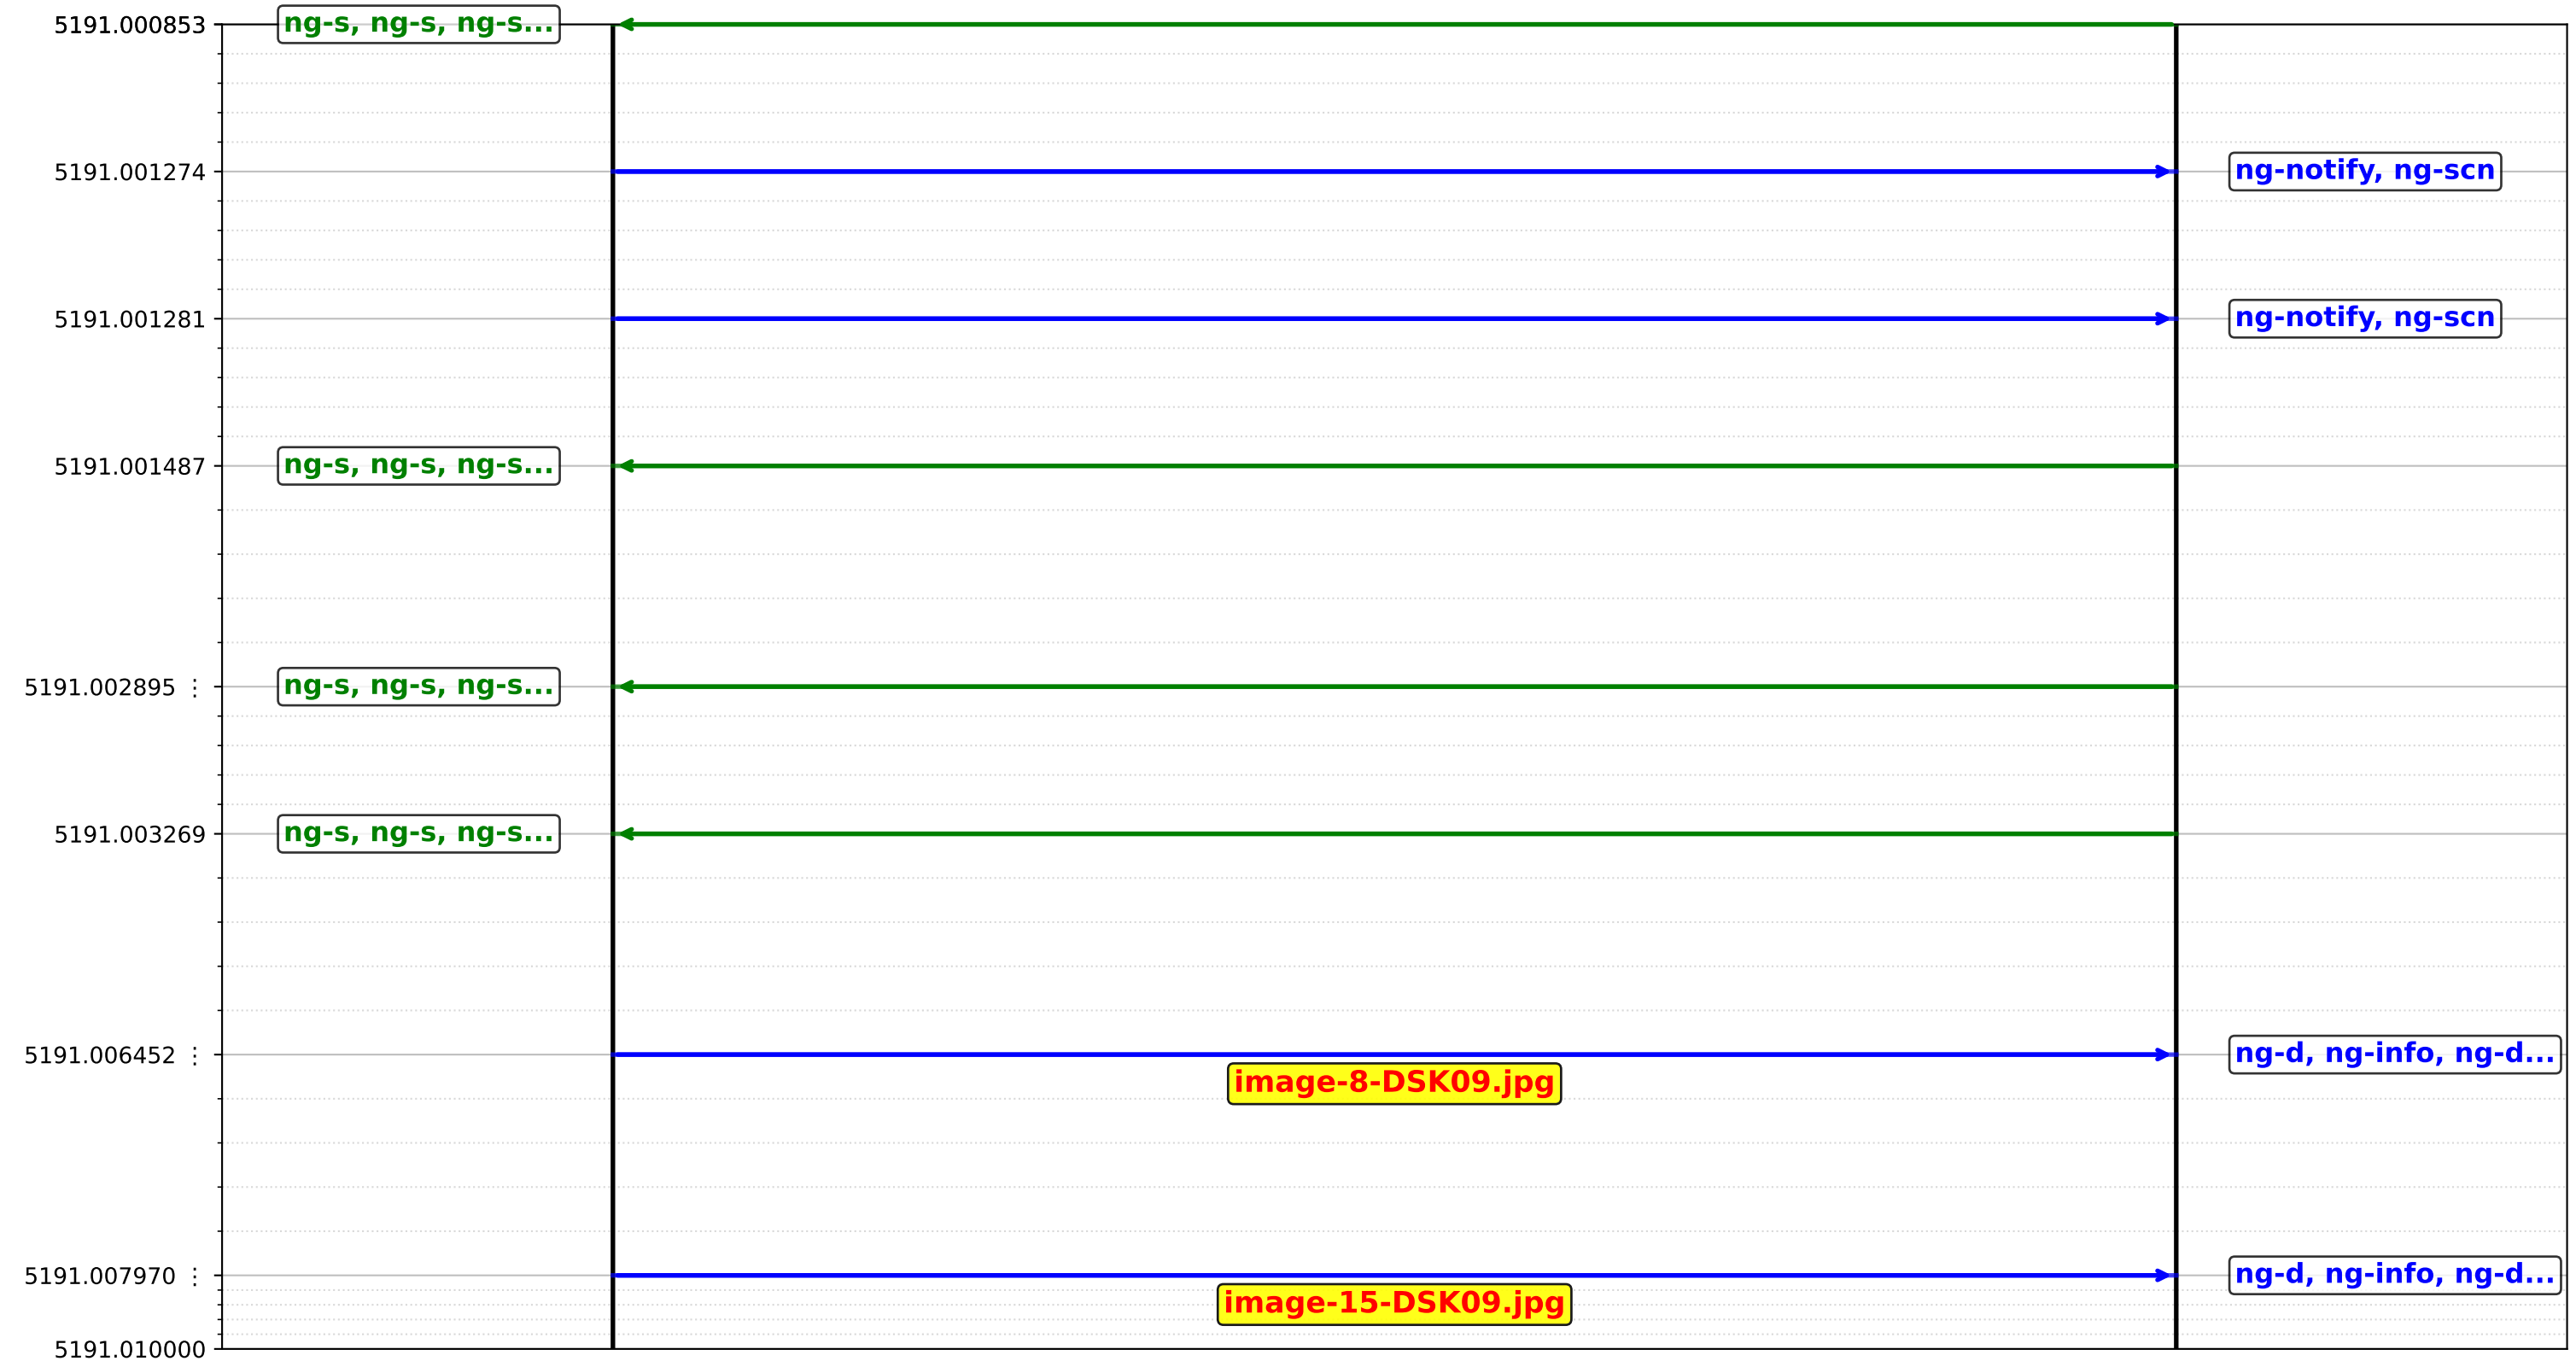 5191.000853 ng-s, ng-s, ng-s...
5191.001274 ng-notify, ng-scn
5191.001281 ng-notify, ng-scn
5191.001487 ng-s, ng-s, ng-s...
5191.002895 ⋮ ng-s, ng-s, ng-s...
5191.003269 ng-s, ng-s, ng-s...
5191.006452 ⋮ ng-d, ng-info, ng-d...
image-8-DSK09.jpg
5191.007970 ⋮ ng-d, ng-info, ng-d...
image-15-DSK09.jpg
5191.010000